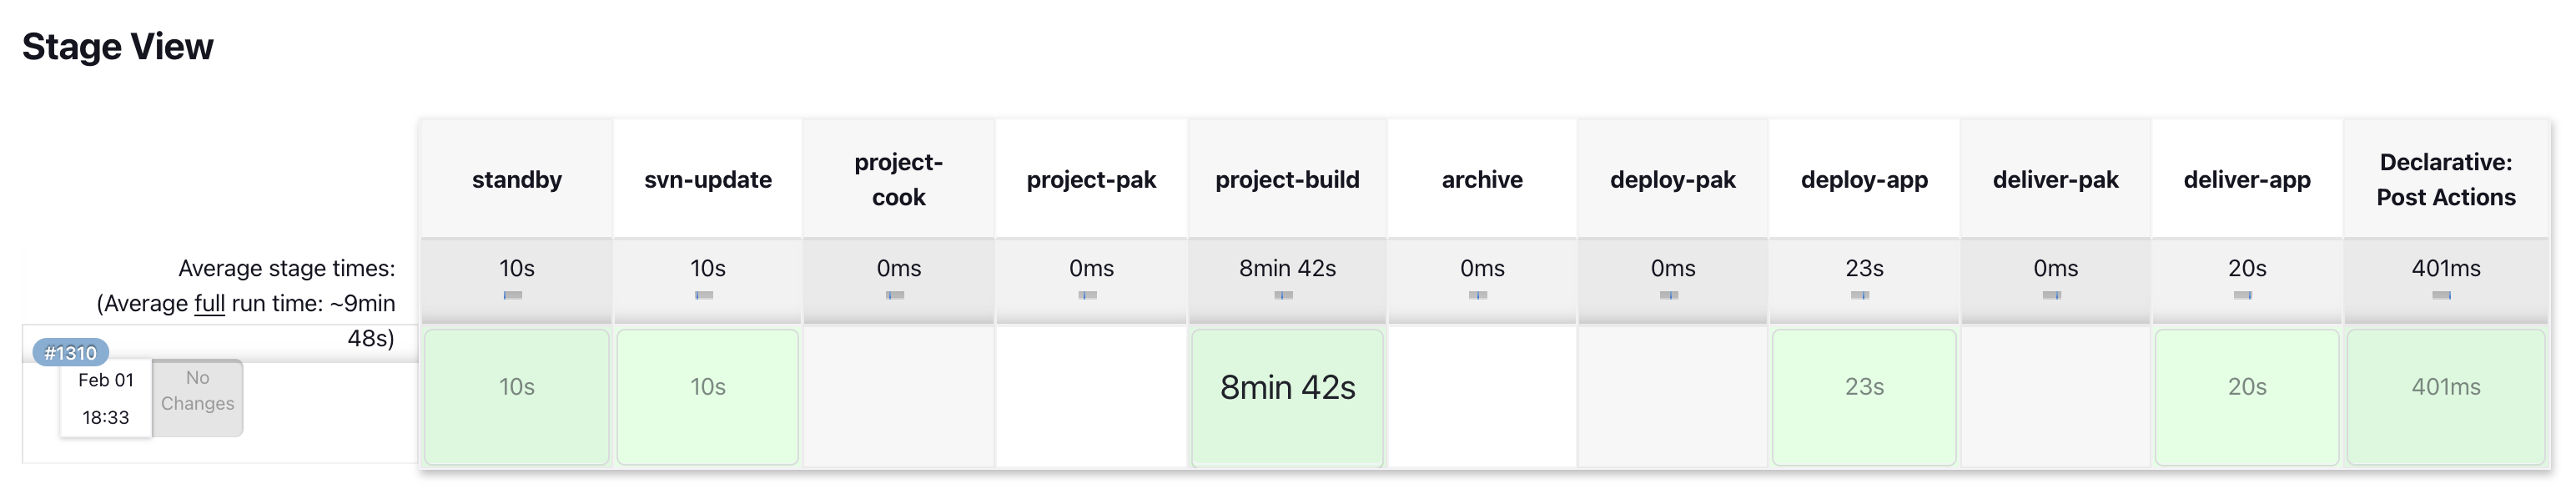 Stage View
standby
svn-update
project-
cook
project-pak
project-build
archive
deploy-pak
deploy-app
deliver-pak
deliver-app
Declarative:
Post Actions
Average stage times:
(Average full run time: ~9min
48s)
10s
10s
0ms
0ms
8min 42s
0ms
0ms
23s
0ms
20s
401ms
#1310
Feb 01
18:33
No
Changes
10s
10s
8min 42s
23s
20s
401ms